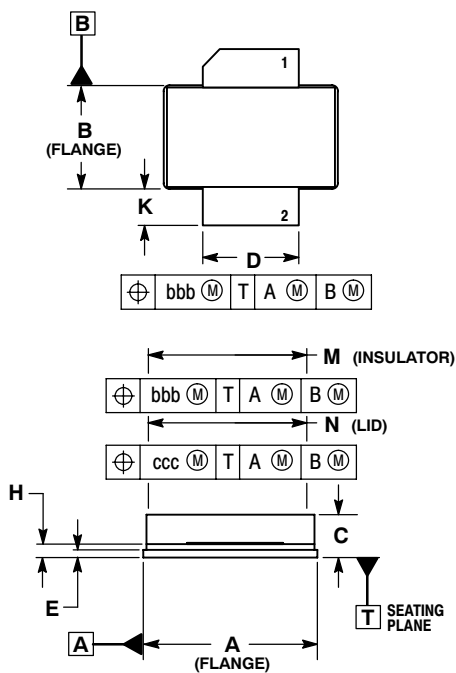 B
1
B
(FLANGE)
K
2
D
⌖ bbb Ⓜ T A Ⓜ B Ⓜ
M (INSULATOR)
⌖ bbb Ⓜ T A Ⓜ B Ⓜ
N (LID)
⌖ ccc Ⓜ T A Ⓜ B Ⓜ
H
C
E
T SEATING
PLANE
A
A
(FLANGE)